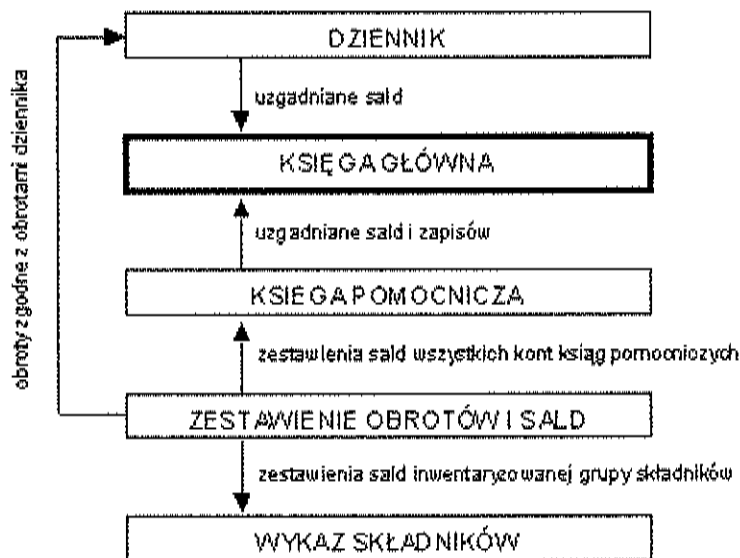 DZIENNIK
uzgadniane sald
KSIĘGA GŁÓWNA
uzgadniane sald i zapisów
KSIEGA POMOCNICZA
zestawienia sald wszystkich kont ksiąg pomocniczych
ZESTAWIENIE OBROTÓW I SALD
zestawienia sald inwentaryzowanej grupy składników
WYKAZ SKŁADNIKÓW
obroty zgodne z obrotami dziennika